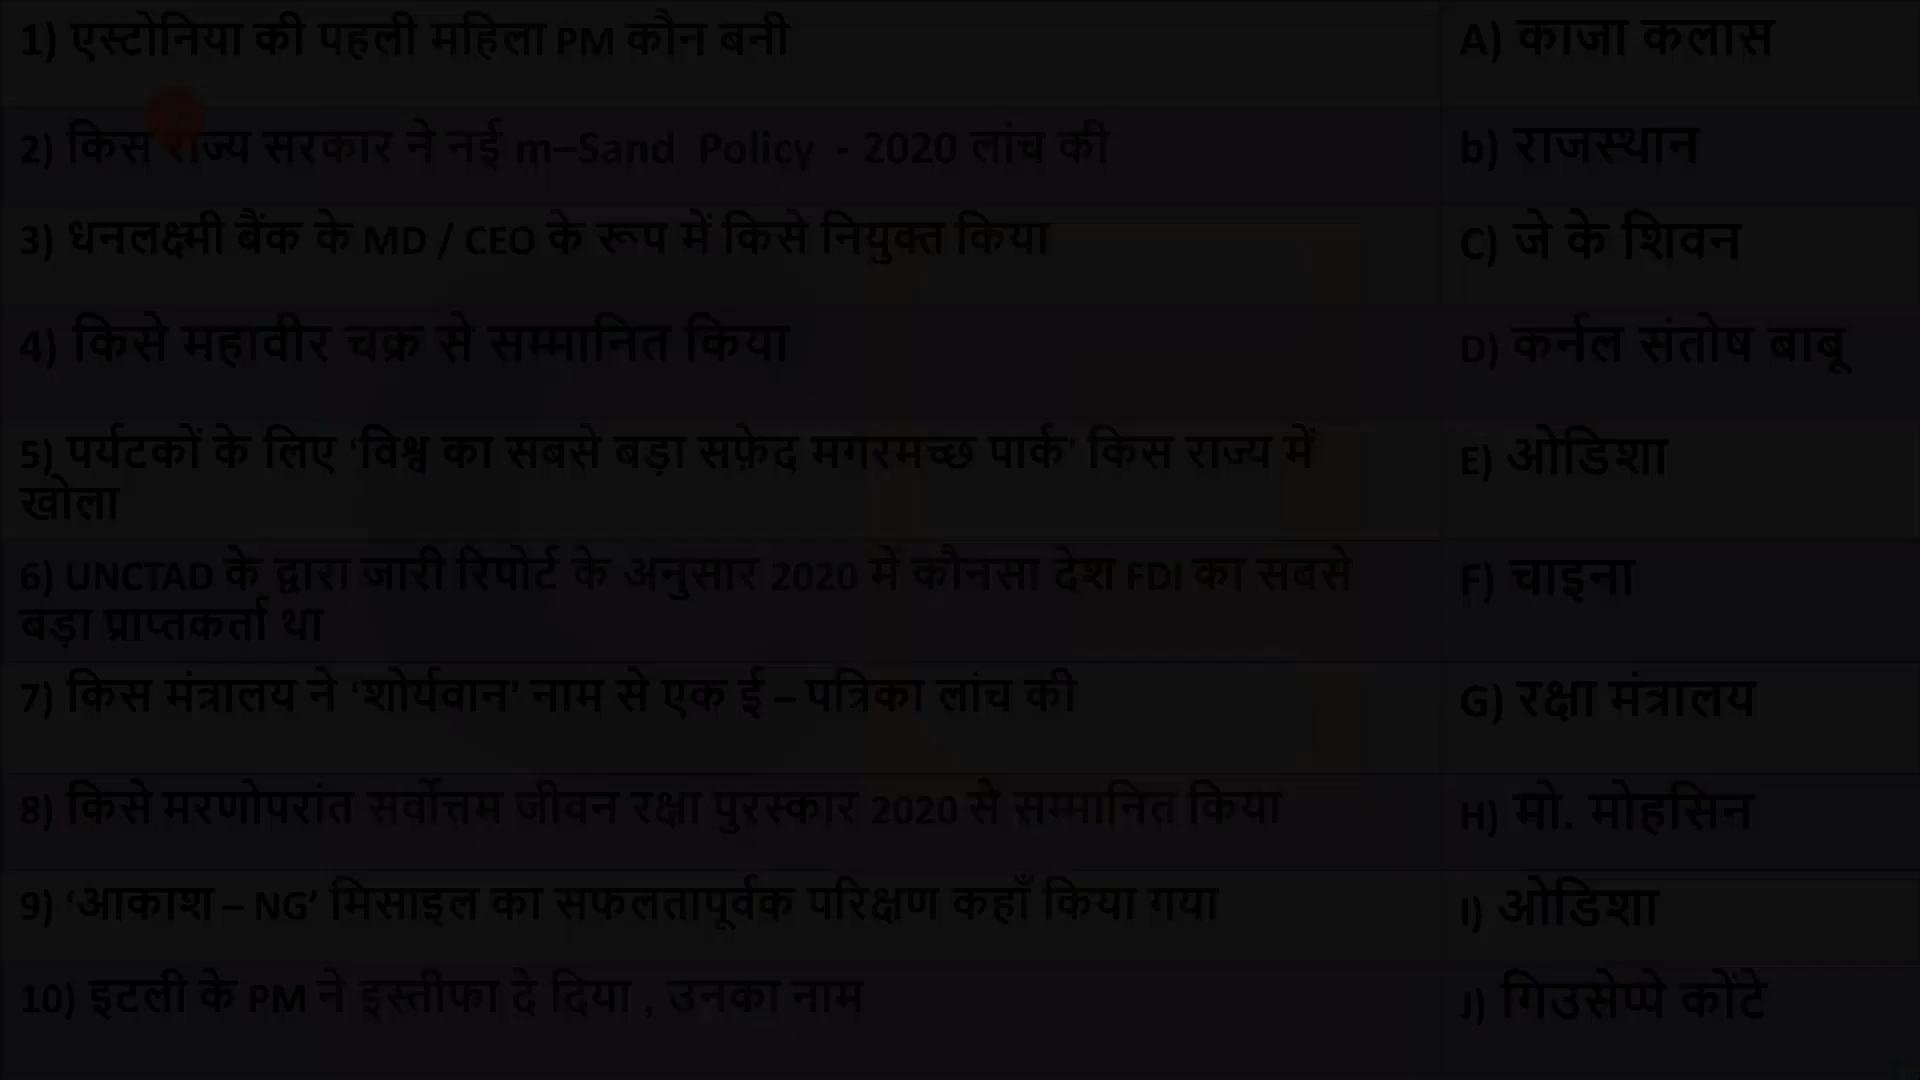 1) एस्टोनिया की पहली महिला PM कौन बनी
A) काजा कलास
2) किस राज्य सरकार ने नई m–Sand Policy - 2020 लांच की
b) राजस्थान
3) धनलक्ष्मी बैंक के MD / CEO के रूप में किसे नियुक्त किया
C) जे के शिवन
4) किसे महावीर चक्र से सम्मानित किया
D) कर्नल संतोष बाबू
5) पर्यटकों के लिए ‘विश्व का सबसे बड़ा सफ़ेद मगरमच्छ पार्क’ किस राज्य में
खोला
E) ओडिशा
6) UNCTAD के द्वारा जारी रिपोर्ट के अनुसार 2020 में कौनसा देश FDI का सबसे
बड़ा प्राप्तकर्ता था
F) चाइना
7) किस मंत्रालय ने ‘शोर्यवान’ नाम से एक ई – पत्रिका लांच की
G) रक्षा मंत्रालय
8) किसे मरणोपरांत सर्वोत्तम जीवन रक्षा पुरस्कार 2020 से सम्मानित किया
H) मो. मोहसिन
9) ‘आकाश – NG’ मिसाइल का सफलतापूर्वक परिक्षण कहाँ किया गया
I) ओडिशा
10) इटली के PM ने इस्तीफा दे दिया , उनका नाम
J) गिउसेप्पे कोंटे